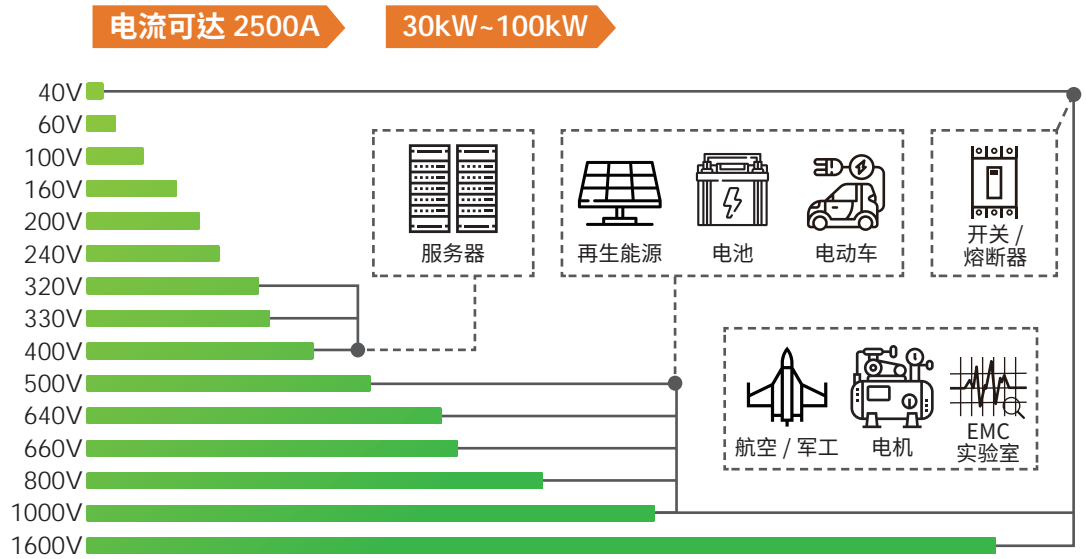 电流可达 2500A
30kW~100kW
40V
60V
100V
160V
200V
240V
320V
330V
400V
500V
640V
660V
800V
1000V
1600V
服务器
再生能源
电池
电动车
开关 /
熔断器
航空 / 军工
电机
EMC
实验室